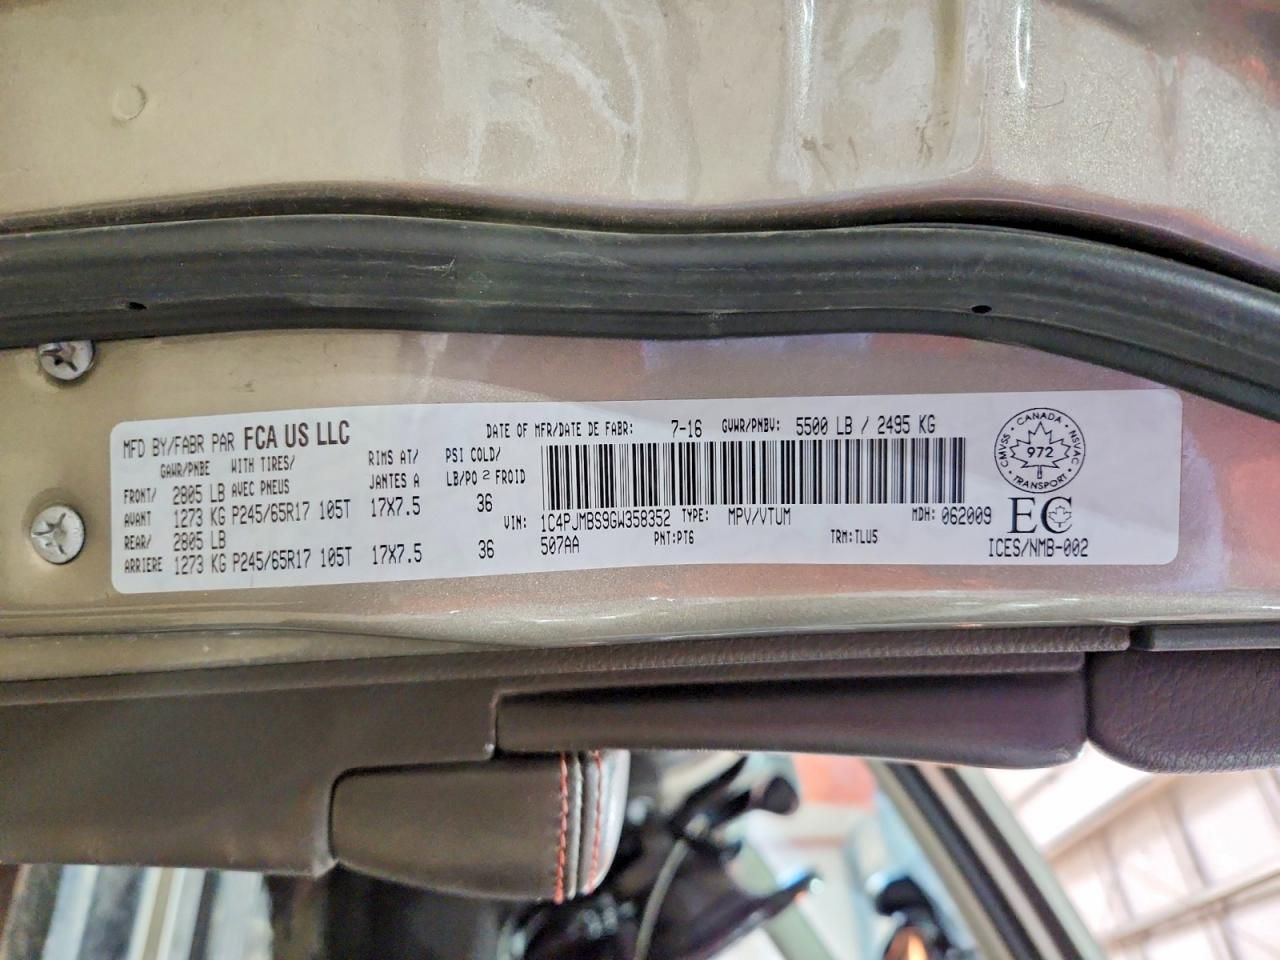 MFD BY/FABR PAR FCA US LLC
DATE OF MFR/DATE DE FABR: 7-16 GVWR/PNBV: 5500 LB / 2495 KG
GAWR/PNBE WITH TIRES/ AVEC PNEUS RIMS AT/ JANTES A PSI COLD/ LB/PO2 FROID
FRONT/ AVANT 2805 LB 1273 KG P245/65R17 105T 17X7.5 36
REAR/ ARRIERE 2805 LB 1273 KG P245/65R17 105T 17X7.5 36
VIN: 1C4PJMBS9GW358352 TYPE: MPV/VTUM MDH: 062009
507AA PNT:PT6 TRM:TLU5
CANADA
CMVSS NSVAC
972
TRANSPORT
EC
ICES/NMB-002